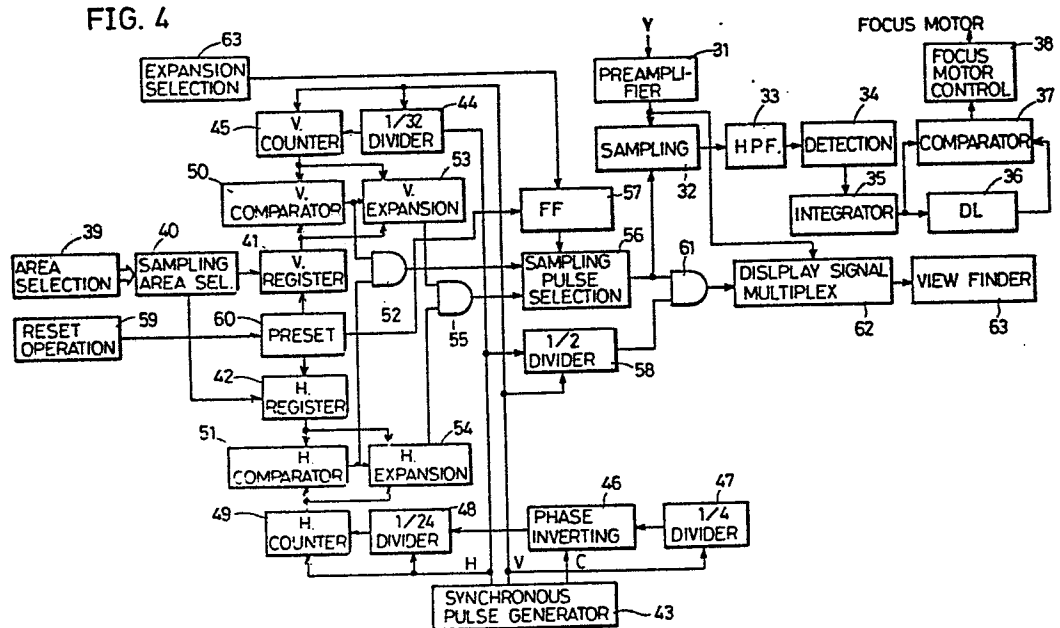 FIG. 4
FOCUS MOTOR
63
Y
31
38
EXPANSION
SELECTION
PREAMPLI-
FIER
FOCUS
MOTOR
CONTROL
45
44
33
34
37
V.
COUNTER
1/32
DIVIDER
SAMPLING
H.P.F.
DETECTION
COMPARATOR
50
53
32
35
36
V.
COMPARATOR
V.
EXPANSION
57
FF
INTEGRATOR
DL
39
40
41
56
61
AREA
SELECTION
SAMPLING
AREA SEL.
V.
REGISTER
SAMPLING
PULSE
SELECTION
DISLPLAY SIGNAL
MULTIPLEX
VIEW FINDER
59
60
52
55
62
63
RESET
OPERATION
PRESET
1/2
DIVIDER
58
42
H.
REGISTER
51
54
H.
COMPARATOR
H.
EXPANSION
49
48
46
47
H.
COUNTER
1/24
DIVIDER
PHASE
INVERTING
1/4
DIVIDER
H
V
C
SYNCHRONOUS
PULSE GENERATOR
43